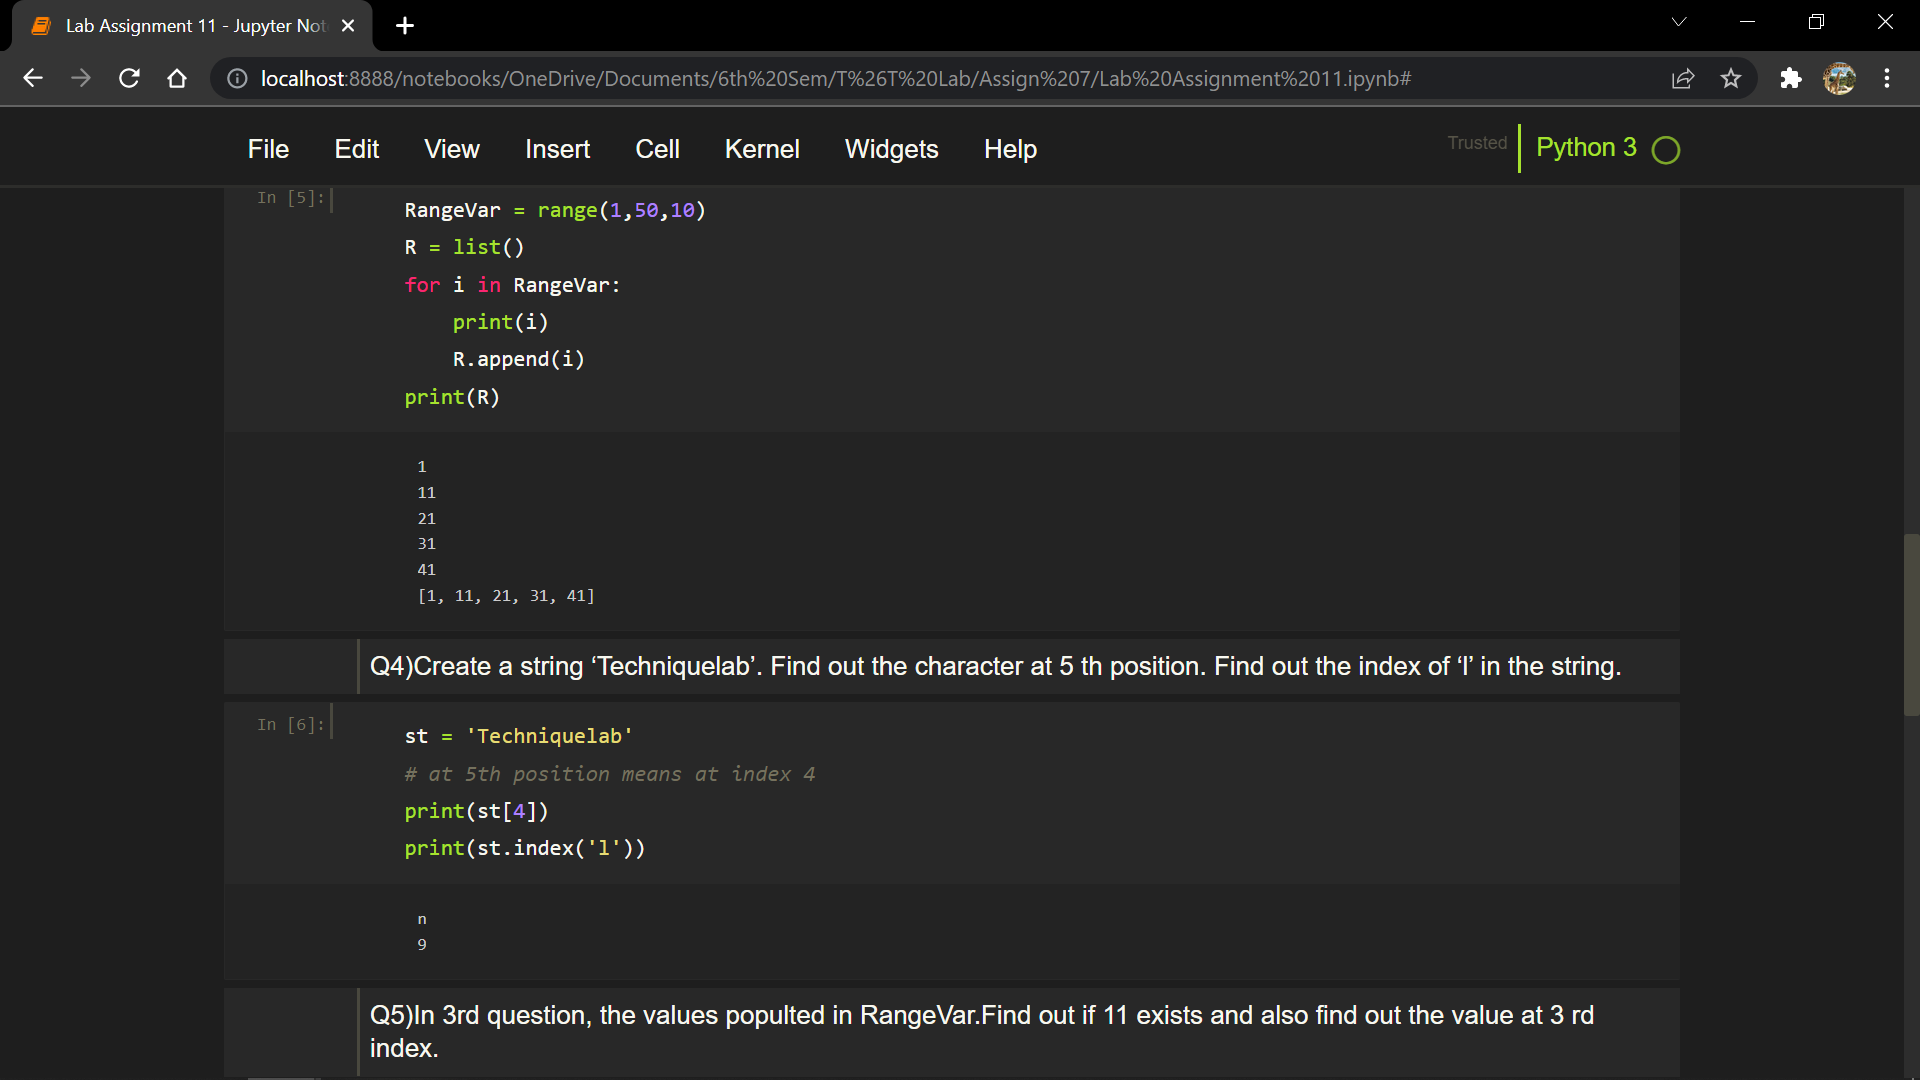 Lab Assignment 11 - Jupyter Not
localhost:8888/notebooks/OneDrive/Documents/6th%20Sem/T%26T%20Lab/Assign%207/Lab%20Assignment%2011.ipynb#
File Edit View Insert Cell Kernel Widgets Help Trusted Python 3
In [5]:
RangeVar = range(1,50,10)
R = list()
for i in RangeVar:
    print(i)
    R.append(i)
print(R)
1
11
21
31
41
[1, 11, 21, 31, 41]
Q4)Create a string ‘Techniquelab’. Find out the character at 5 th position. Find out the index of ‘l’ in the string.
In [6]:
st = 'Techniquelab'
# at 5th position means at index 4
print(st[4])
print(st.index('l'))
n
9
Q5)In 3rd question, the values populted in RangeVar.Find out if 11 exists and also find out the value at 3 rd
index.